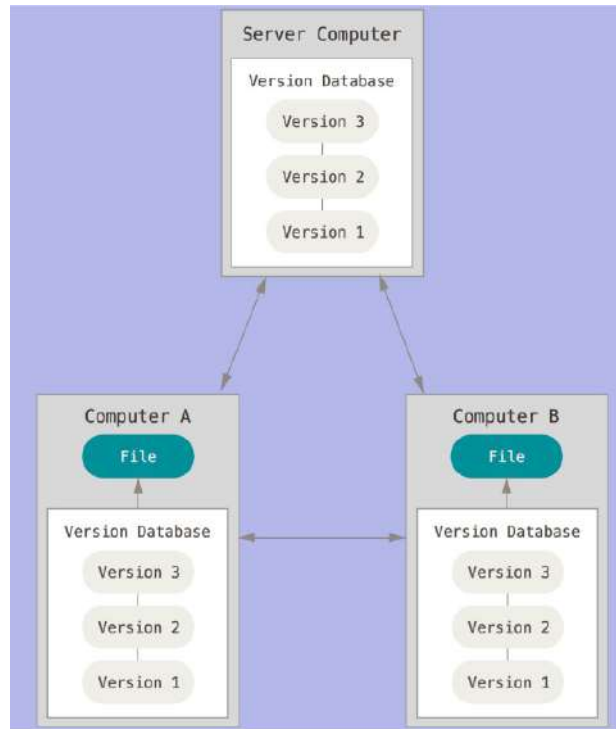 Server Computer
Version Database
Version 3
Version 2
Version 1
Computer A
File
Version Database
Version 3
Version 2
Version 1
Computer B
File
Version Database
Version 3
Version 2
Version 1